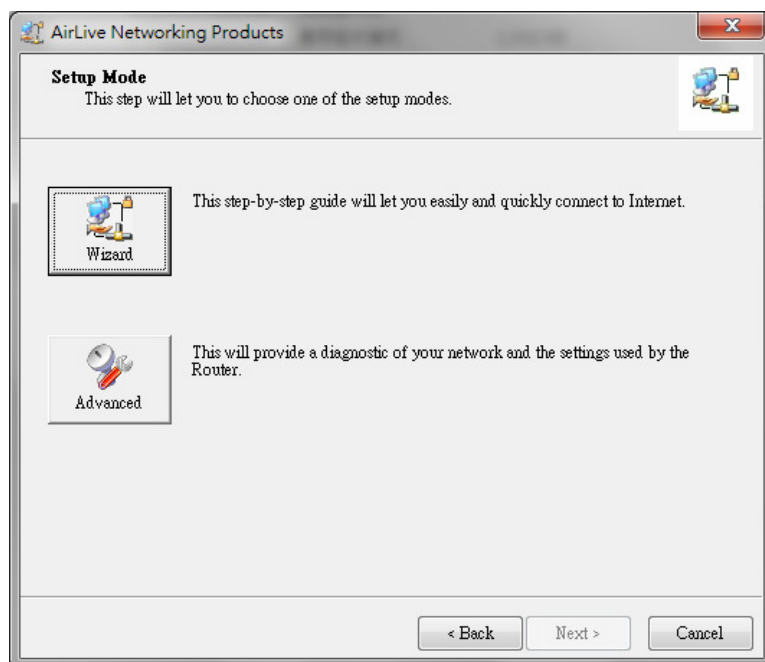 AirLive Networking Products
Setup Mode
This step will let you to choose one of the setup modes.
This step-by-step guide will let you easily and quickly connect to Internet.
Wizard
This will provide a diagnostic of your network and the settings used by the
Router.
Advanced
< Back
Next >
Cancel